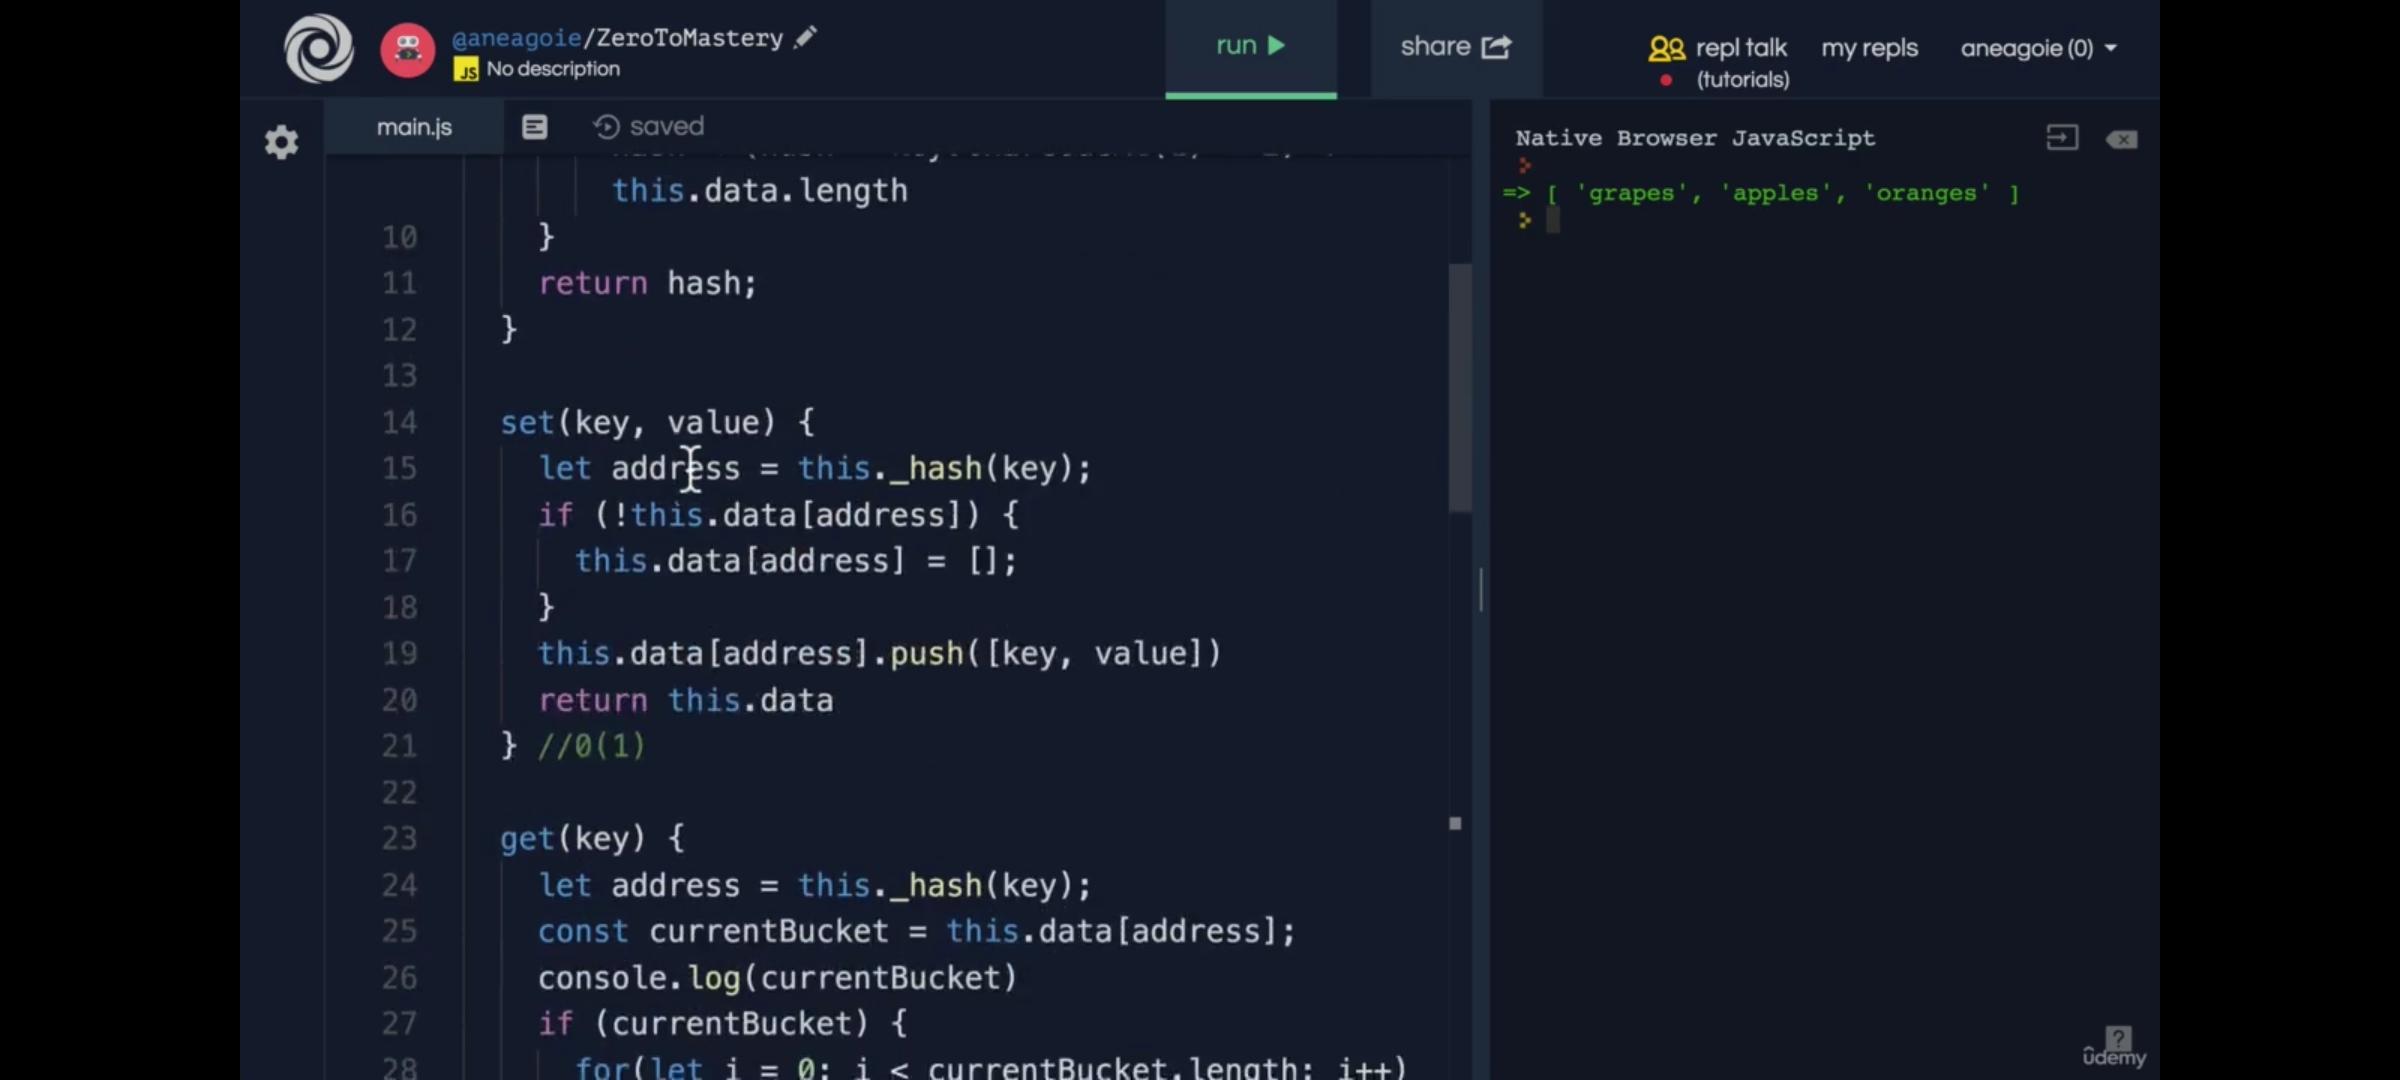 @aneagoie/ZeroToMastery
JS No description
run
share
repl talk
(tutorials)
my repls
aneagoie (0)
main.js
saved
this.data.length
10 }
11 return hash;
12 }
13
14 set(key, value) {
15 let address = this._hash(key);
16 if (!this.data[address]) {
17 this.data[address] = [];
18 }
19 this.data[address].push([key, value])
20 return this.data
21 } //0(1)
22
23 get(key) {
24 let address = this._hash(key);
25 const currentBucket = this.data[address];
26 console.log(currentBucket)
27 if (currentBucket) {
28 for(let i = 0; i < currentBucket.length; i++)
Native Browser JavaScript
=> [ 'grapes', 'apples', 'oranges' ]
ûdemy